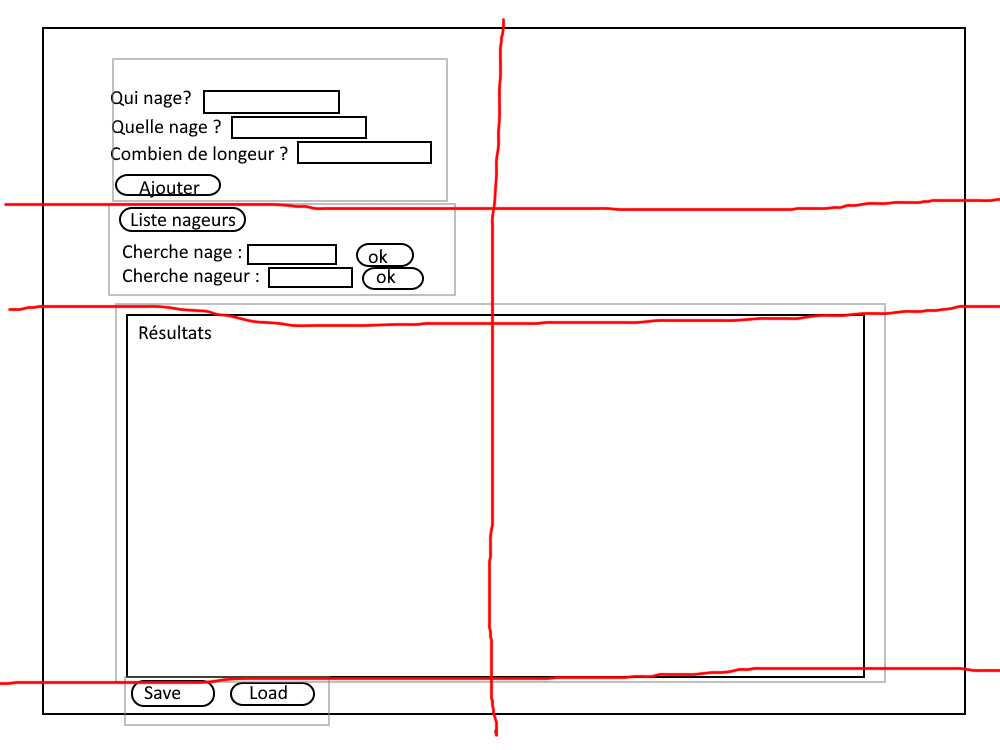 Qui nage?
Quelle nage ?
Combien de longeur ?
Ajouter
Liste nageurs
Cherche nage : ok
Cherche nageur : ok
Résultats
Save Load